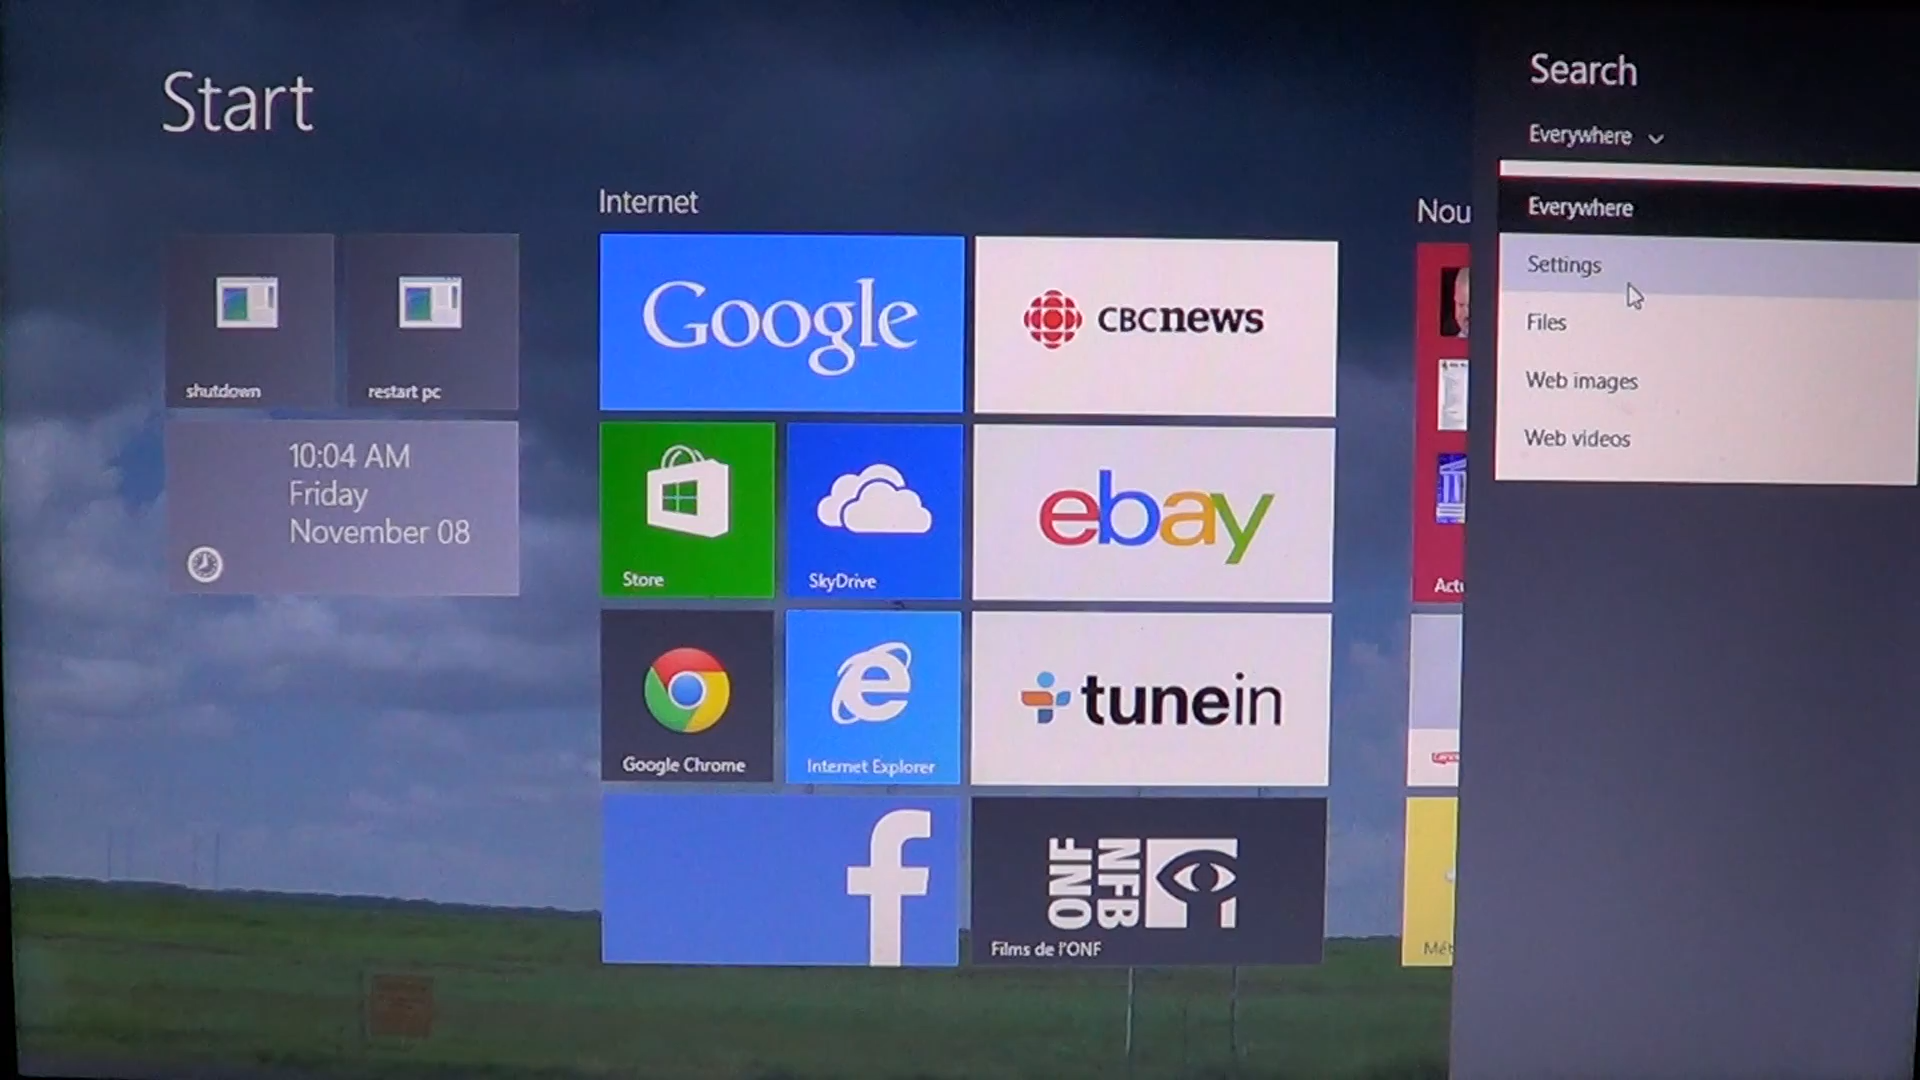 Start
shutdown
restart pc
10:04 AM
Friday
November 08
Internet
Google
CBCnews
Store
SkyDrive
ebay
Google Chrome
Internet Explorer
tunein
f
ONF
NFB
Films de l'ONF
Nou
Actu
Mét
Search
Everywhere
Everywhere
Settings
Files
Web images
Web videos